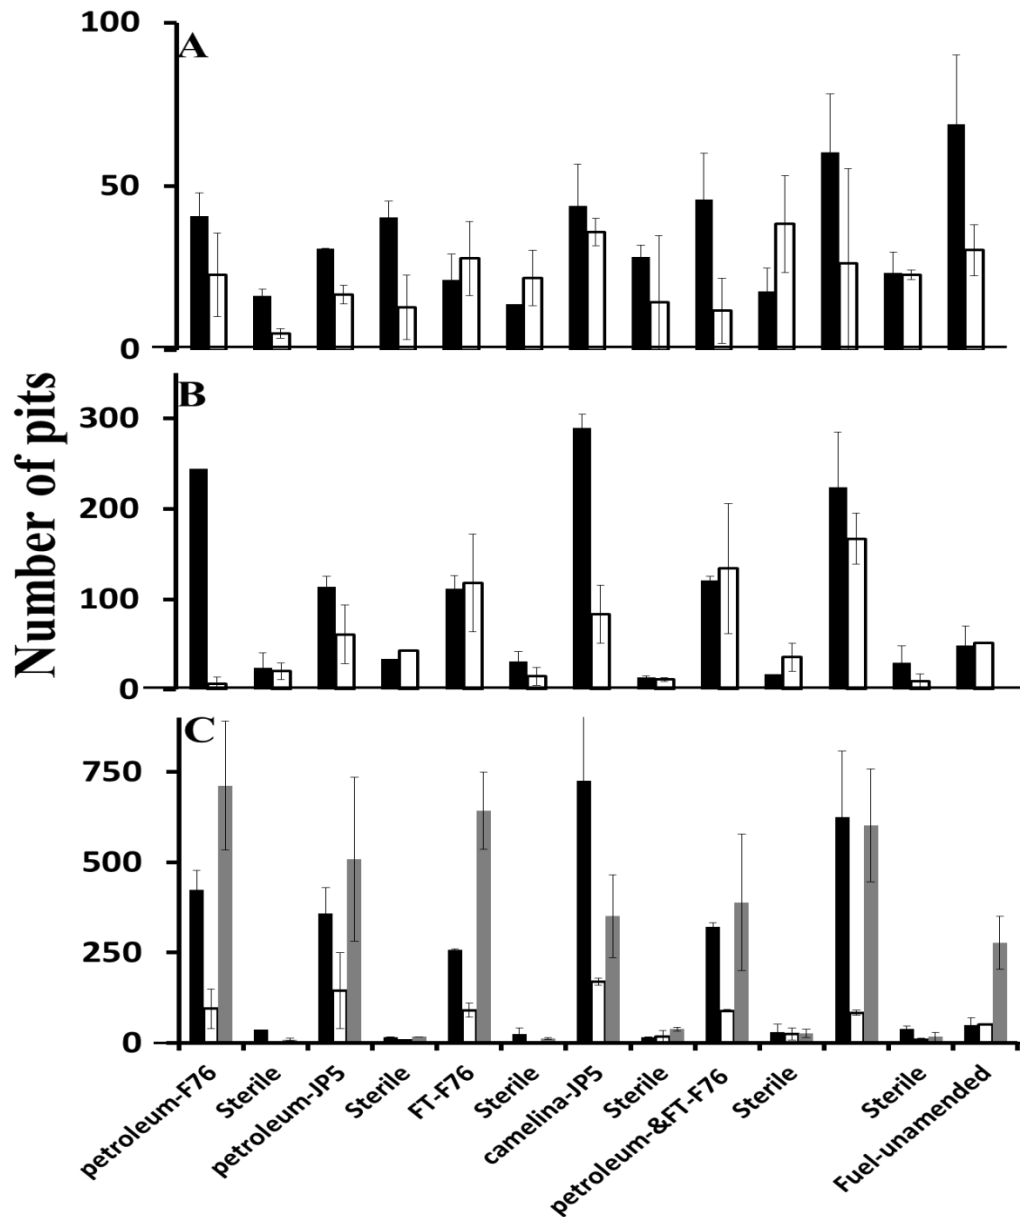 Number of pits
A
100
50
0
B
300
200
100
0
C
750
500
250
0
petroleum-F76
Sterile
petroleum-JP5
Sterile
FT-F76
Sterile
camelina-JP5
Sterile
petroleum-&FT-F76
Sterile
Sterile
Fuel-unamended